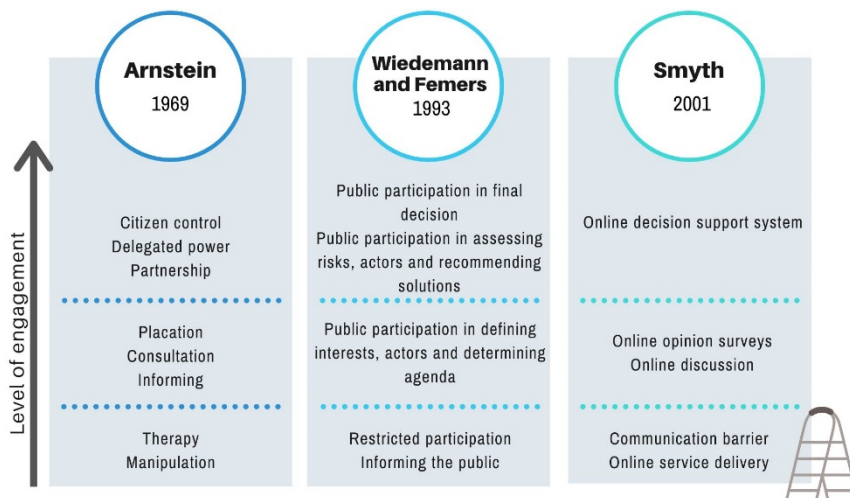 Arnstein
1969
Wiedemann
and Femers
1993
Smyth
2001
Level of engagement
Citizen control
Delegated power
Partnership
Public participation in final
decision
Public participation in assessing
risks, actors and recommending
solutions
Online decision support system
Placation
Consultation
Informing
Public participation in defining
interests, actors and determining
agenda
Online opinion surveys
Online discussion
Therapy
Manipulation
Restricted participation
Informing the public
Communication barrier
Online service delivery